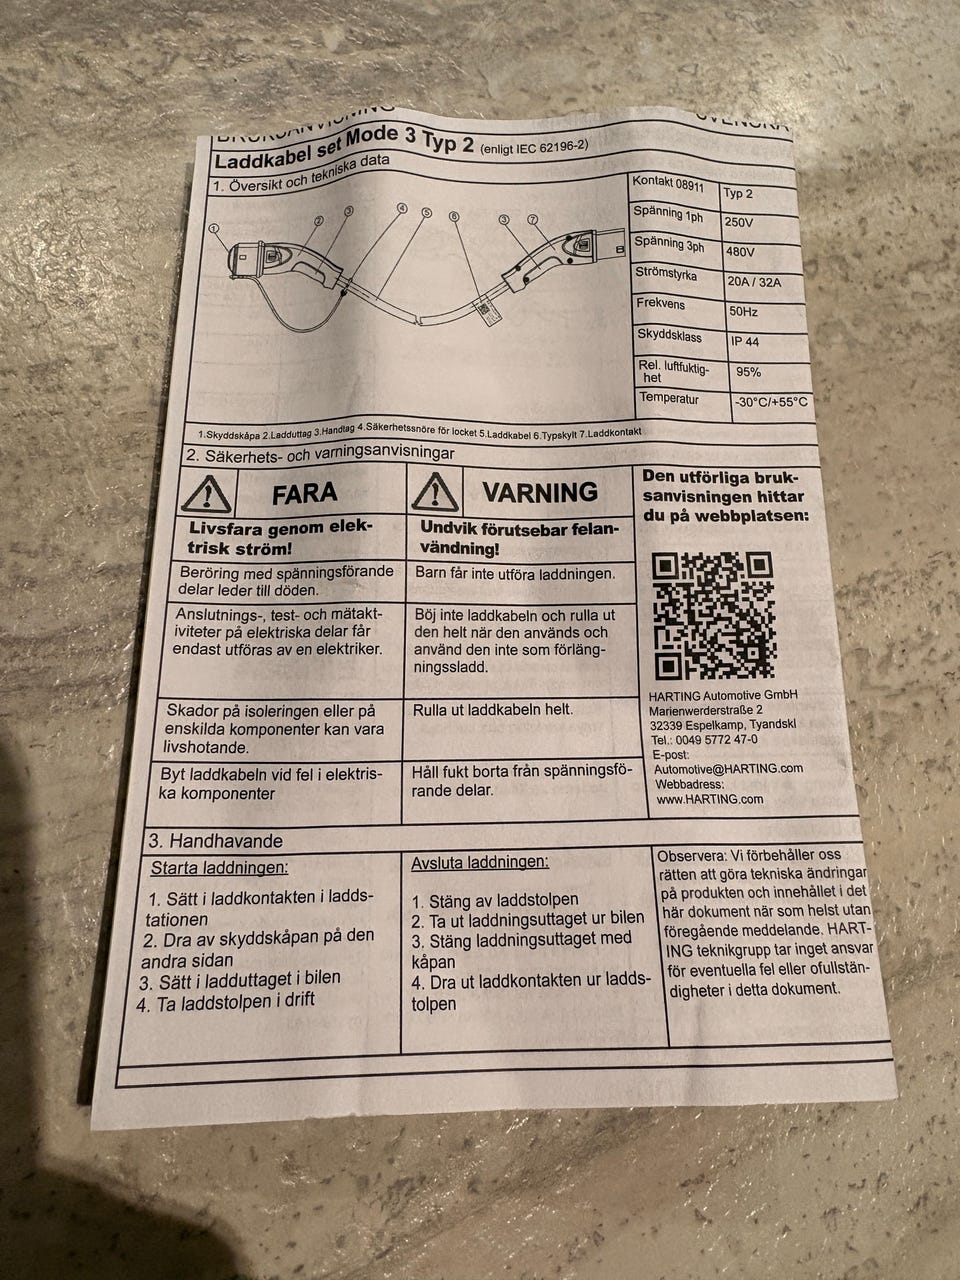 BRUKSANVISNING
SVENSKA
Laddkabel set Mode 3 Typ 2 (enligt IEC 62196-2)
1. Översikt och tekniska data
1 2 3 4 5 6 3 7
Kontakt 08911 Typ 2
Spänning 1ph 250V
Spänning 3ph 480V
Strömstyrka 20A / 32A
Frekvens 50Hz
Skyddsklass IP 44
Rel. luftfuktig-
het 95%
Temperatur -30°C/+55°C
1.Skyddskåpa 2.Ladduttag 3.Handtag 4.Säkerhetssnöre för locket 5.Laddkabel 6.Typskylt 7.Laddkontakt
2. Säkerhets- och varningsanvisningar
FARA
Livsfara genom elek-
trisk ström!
Beröring med spänningsförande
delar leder till döden.
Anslutnings-, test- och mätakt-
iviteter på elektriska delar får
endast utföras av en elektriker.
Skador på isoleringen eller på
enskilda komponenter kan vara
livshotande.
Byt laddkabeln vid fel i elektris-
ka komponenter
VARNING
Undvik förutsebar felan-
vändning!
Barn får inte utföra laddningen.
Böj inte laddkabeln och rulla ut
den helt när den används och
använd den inte som förläng-
ningssladd.
Rulla ut laddkabeln helt.
Håll fukt borta från spänningsfö-
rande delar.
Den utförliga bruk-
sanvisningen hittar
du på webbplatsen:
HARTING Automotive GmbH
Marienwerderstraße 2
32339 Espelkamp, Tyandskl
Tel.: 0049 5772 47-0
E-post:
Automotive@HARTING.com
Webbadress:
www.HARTING.com
3. Handhavande
Starta laddningen:
1. Sätt i laddkontakten i ladds-
tationen
2. Dra av skyddskåpan på den
andra sidan
3. Sätt i ladduttaget i bilen
4. Ta laddstolpen i drift
Avsluta laddningen:
1. Stäng av laddstolpen
2. Ta ut laddningsuttaget ur bilen
3. Stäng laddningsuttaget med
kåpan
4. Dra ut laddkontakten ur ladds-
tolpen
Observera: Vi förbehåller oss
rätten att göra tekniska ändringar
på produkten och innehållet i det
här dokument när som helst utan
föregående meddelande. HART-
ING teknikgrupp tar inget ansvar
för eventuella fel eller ofullstän-
digheter i detta dokument.